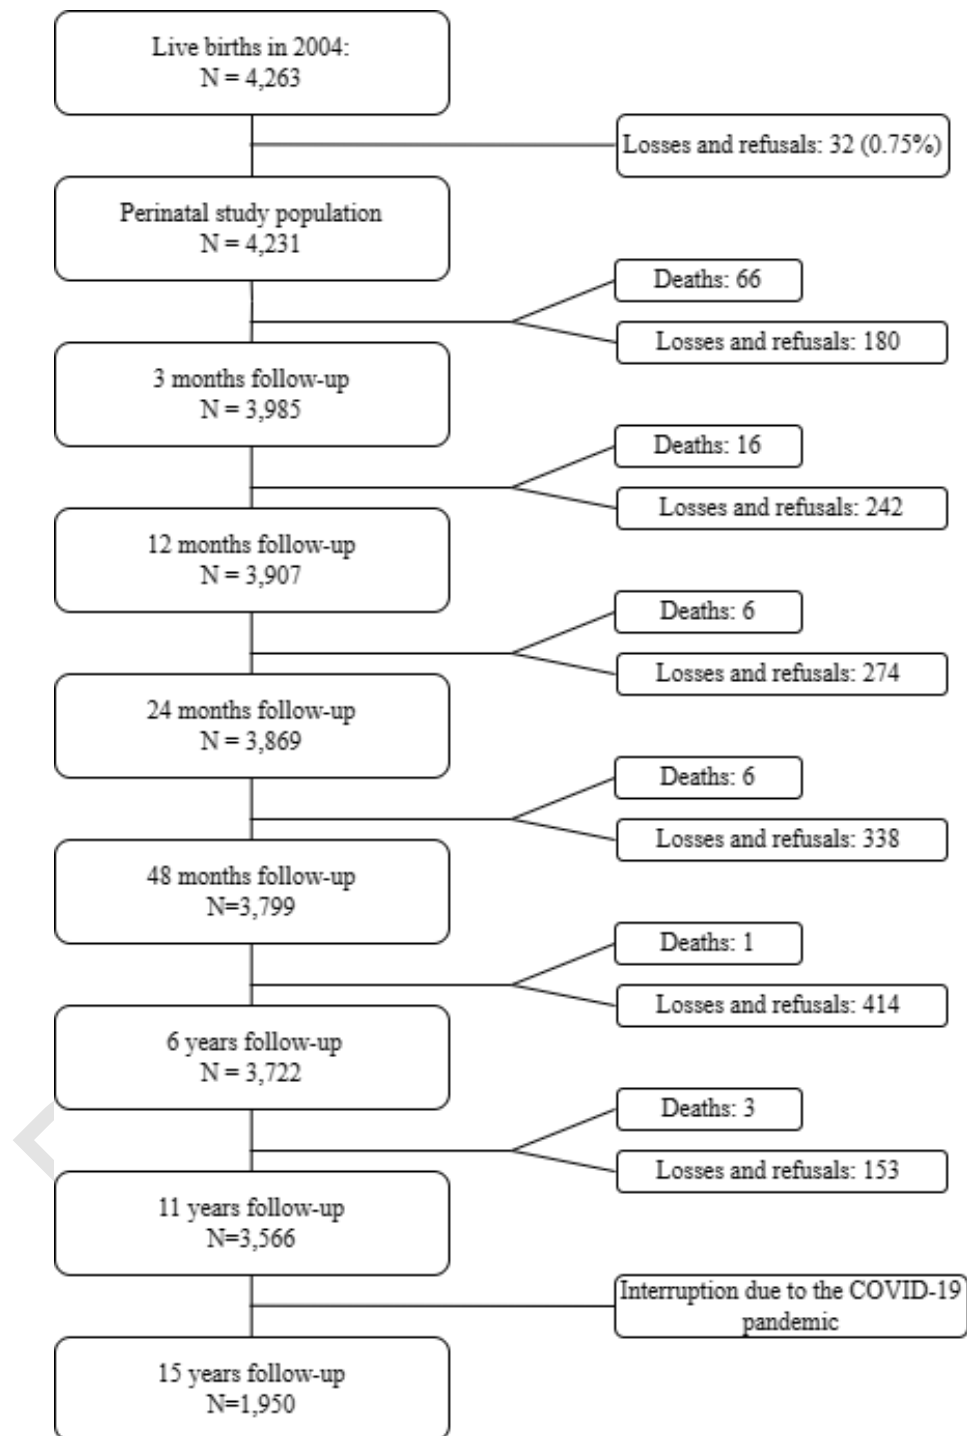 Live births in 2004:
N = 4,263
Losses and refusals: 32 (0.75%)
Perinatal study population
N = 4,231
Deaths: 66
Losses and refusals: 180
3 months follow-up
N = 3,985
Deaths: 16
Losses and refusals: 242
12 months follow-up
N = 3,907
Deaths: 6
Losses and refusals: 274
24 months follow-up
N = 3,869
Deaths: 6
Losses and refusals: 338
48 months follow-up
N=3,799
Deaths: 1
Losses and refusals: 414
6 years follow-up
N = 3,722
Deaths: 3
Losses and refusals: 153
11 years follow-up
N=3,566
Interruption due to the COVID-19
pandemic
15 years follow-up
N=1,950